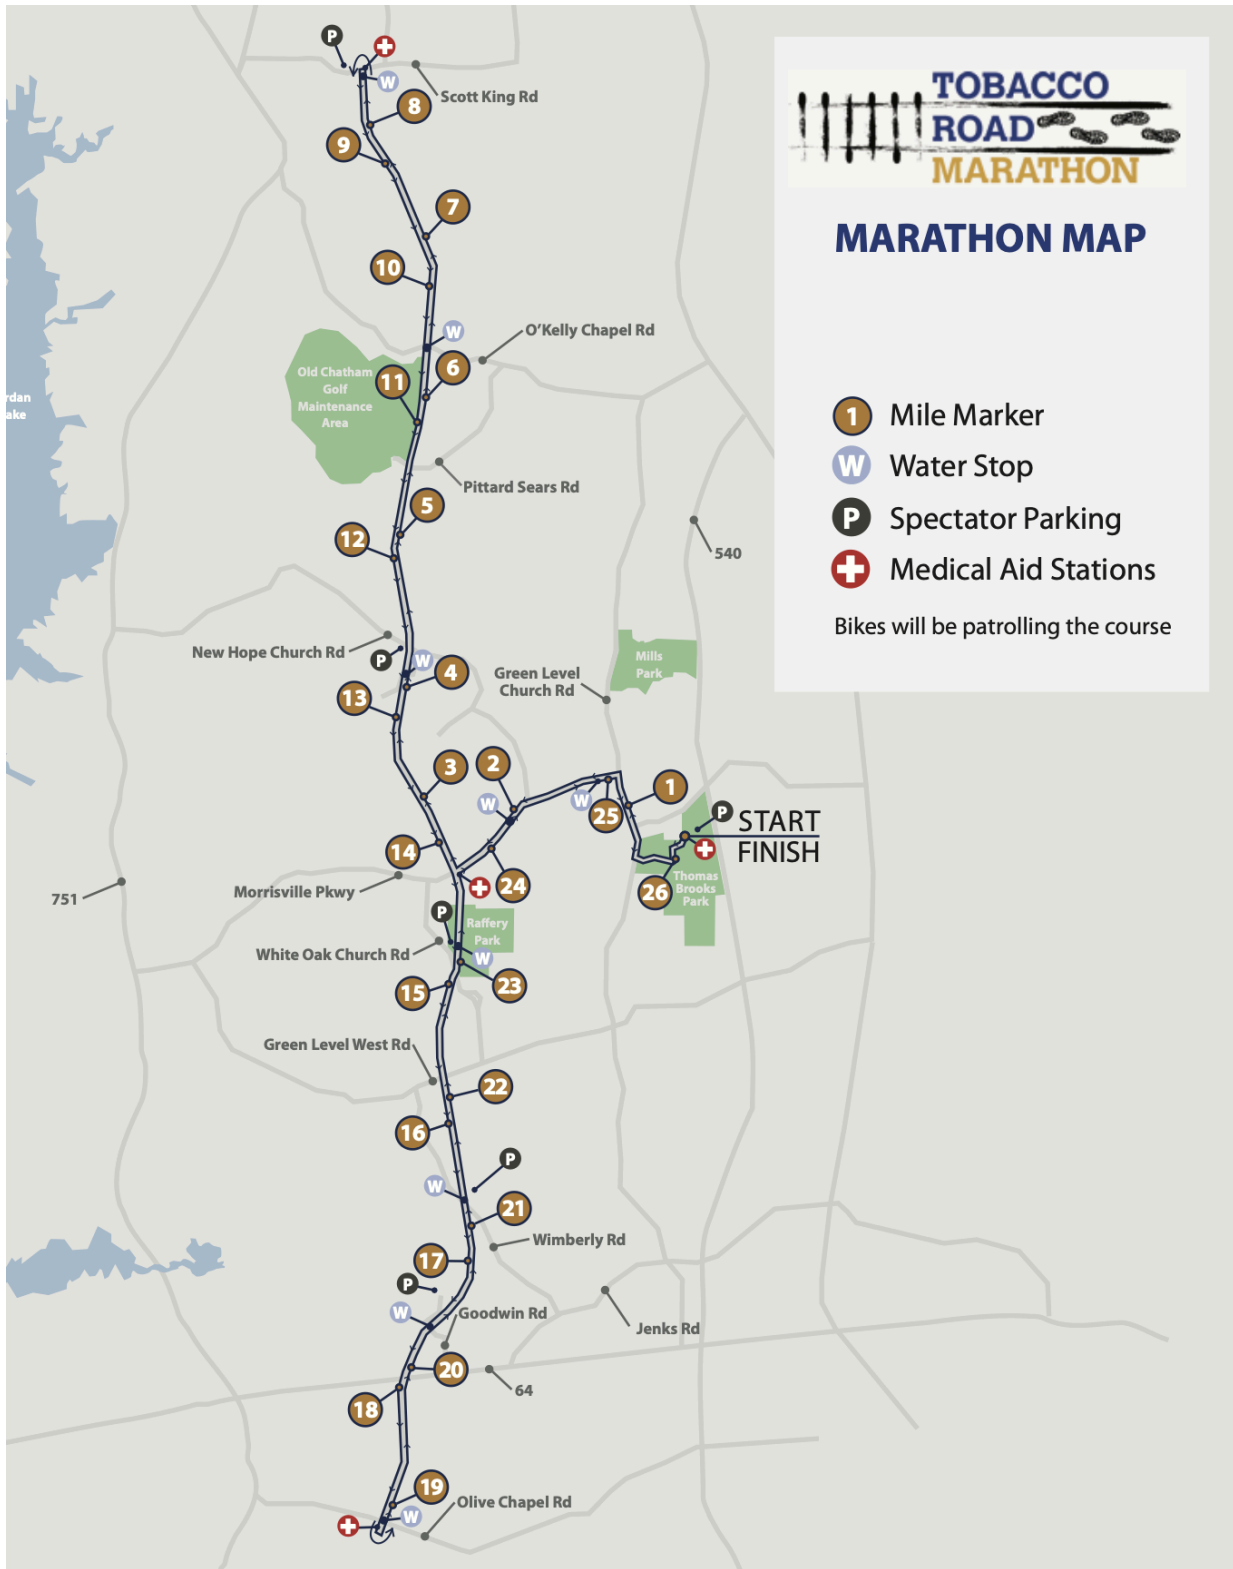 TOBACCO
ROAD
MARATHON
MARATHON MAP
1 Mile Marker
W Water Stop
P Spectator Parking
Medical Aid Stations
Bikes will be patrolling the course
P
W
Scott King Rd
8
9
7
10
W
O'Kelly Chapel Rd
6
11
Old Chatham
Golf
Maintenance
Area
rdan
ake
Pittard Sears Rd
5
12
540
New Hope Church Rd
P
W
4
Mills
Park
Green Level
Church Rd
13
3
2
W
W
25
1
P
START
FINISH
14
24
26
Thomas
Brooks
Park
Morrisville Pkwy
751
P
Raffery
Park
White Oak Church Rd
W
23
15
Green Level West Rd
22
16
P
W
21
Wimberly Rd
17
P
W
Goodwin Rd
Jenks Rd
20
64
18
19
Olive Chapel Rd
W